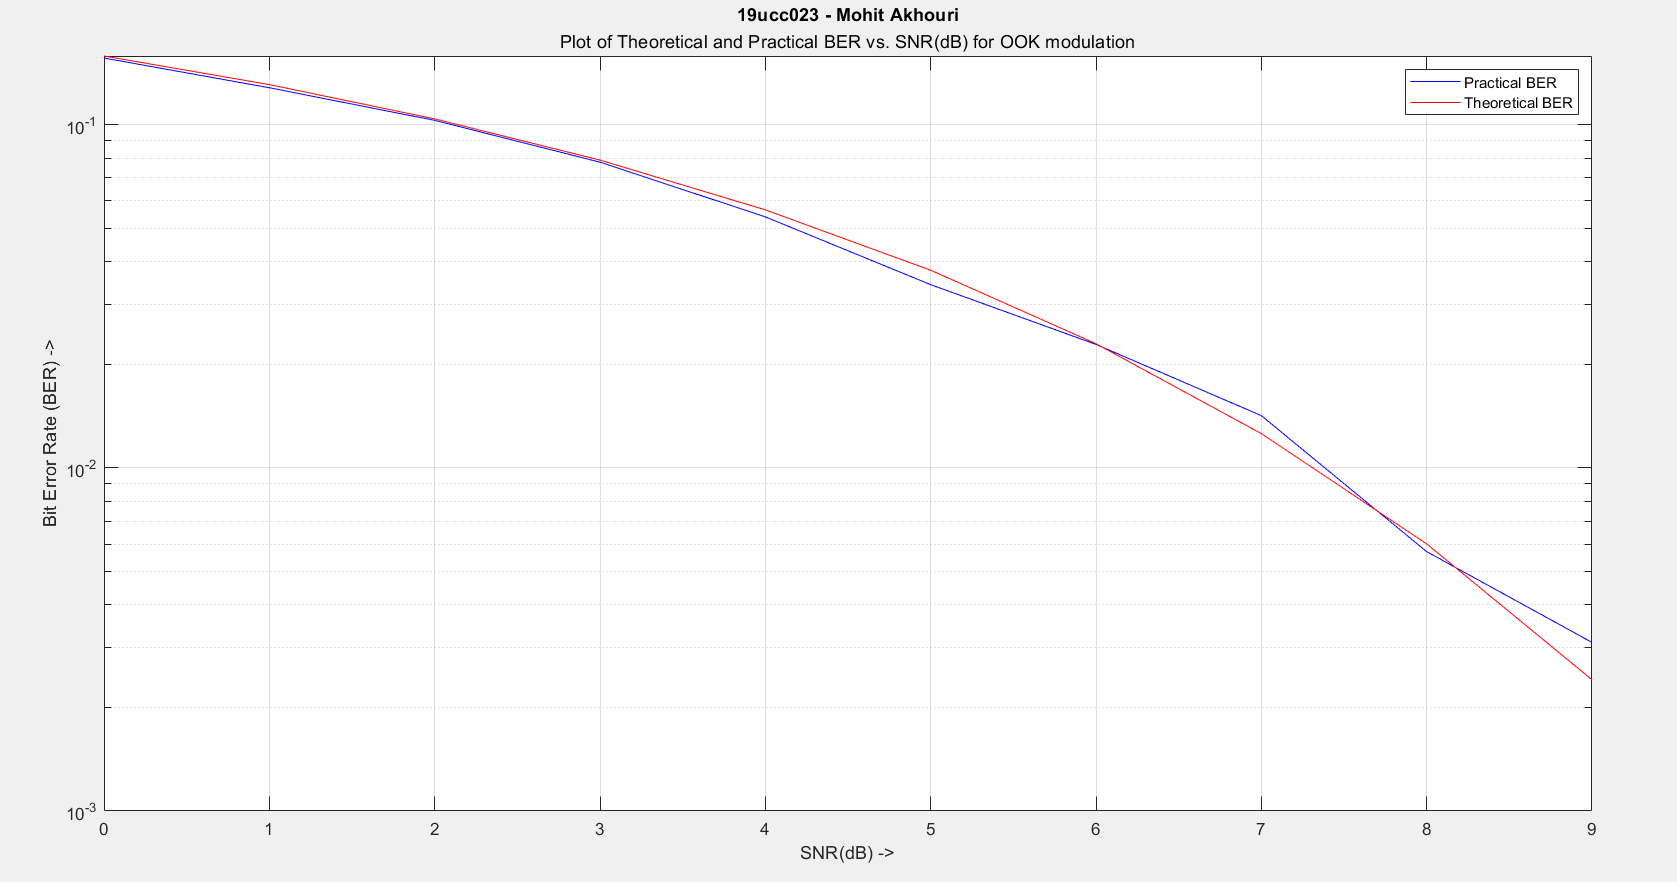 19ucc023 - Mohit Akhouri
Plot of Theoretical and Practical BER vs. SNR(dB) for OOK modulation
Practical BER
Theoretical BER
10^-1
10^-2
10^-3
Bit Error Rate (BER) ->
0 1 2 3 4 5 6 7 8 9
SNR(dB) ->